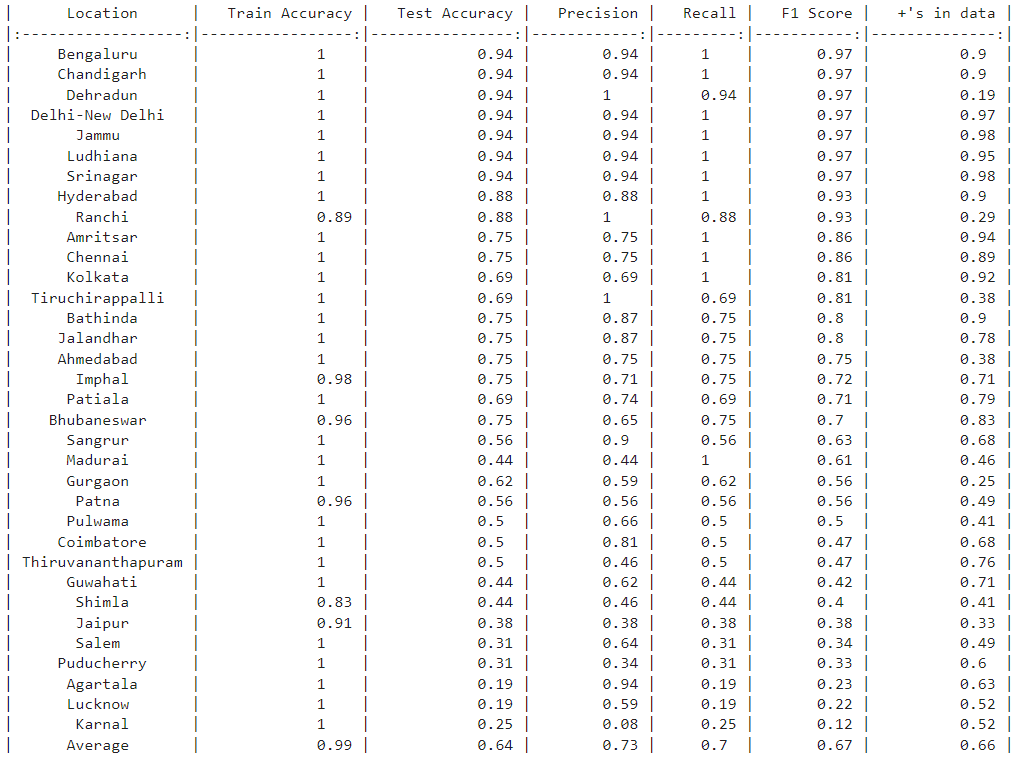 | Location | Train Accuracy | Test Accuracy | Precision | Recall | F1 Score | +'s in data |
|:------------------:|-----------------:|----------------:|------------:|---------:|-----------:|--------------:|
| Bengaluru | 1 | 0.94 | 0.94 | 1 | 0.97 | 0.9 |
| Chandigarh | 1 | 0.94 | 0.94 | 1 | 0.97 | 0.9 |
| Dehradun | 1 | 0.94 | 1 | 0.94 | 0.97 | 0.19 |
| Delhi-New Delhi | 1 | 0.94 | 0.94 | 1 | 0.97 | 0.97 |
| Jammu | 1 | 0.94 | 0.94 | 1 | 0.97 | 0.98 |
| Ludhiana | 1 | 0.94 | 0.94 | 1 | 0.97 | 0.95 |
| Srinagar | 1 | 0.94 | 0.94 | 1 | 0.97 | 0.98 |
| Hyderabad | 1 | 0.88 | 0.88 | 1 | 0.93 | 0.9 |
| Ranchi | 0.89 | 0.88 | 1 | 0.88 | 0.93 | 0.29 |
| Amritsar | 1 | 0.75 | 0.75 | 1 | 0.86 | 0.94 |
| Chennai | 1 | 0.75 | 0.75 | 1 | 0.86 | 0.89 |
| Kolkata | 1 | 0.69 | 0.69 | 1 | 0.81 | 0.92 |
| Tiruchirappalli | 1 | 0.69 | 1 | 0.69 | 0.81 | 0.38 |
| Bathinda | 1 | 0.75 | 0.87 | 0.75 | 0.8 | 0.9 |
| Jalandhar | 1 | 0.75 | 0.87 | 0.75 | 0.8 | 0.78 |
| Ahmedabad | 1 | 0.75 | 0.75 | 0.75 | 0.75 | 0.38 |
| Imphal | 0.98 | 0.75 | 0.71 | 0.75 | 0.72 | 0.71 |
| Patiala | 1 | 0.69 | 0.74 | 0.69 | 0.71 | 0.79 |
| Bhubaneswar | 0.96 | 0.75 | 0.65 | 0.75 | 0.7 | 0.83 |
| Sangrur | 1 | 0.56 | 0.9 | 0.56 | 0.63 | 0.68 |
| Madurai | 1 | 0.44 | 0.44 | 1 | 0.61 | 0.46 |
| Gurgaon | 1 | 0.62 | 0.59 | 0.62 | 0.56 | 0.25 |
| Patna | 0.96 | 0.56 | 0.56 | 0.56 | 0.56 | 0.49 |
| Pulwama | 1 | 0.5 | 0.66 | 0.5 | 0.5 | 0.41 |
| Coimbatore | 1 | 0.5 | 0.81 | 0.5 | 0.47 | 0.68 |
| Thiruvananthapuram | 1 | 0.5 | 0.46 | 0.5 | 0.47 | 0.76 |
| Guwahati | 1 | 0.44 | 0.62 | 0.44 | 0.42 | 0.71 |
| Shimla | 0.83 | 0.44 | 0.46 | 0.44 | 0.4 | 0.41 |
| Jaipur | 0.91 | 0.38 | 0.38 | 0.38 | 0.38 | 0.33 |
| Salem | 1 | 0.31 | 0.64 | 0.31 | 0.34 | 0.49 |
| Puducherry | 1 | 0.31 | 0.34 | 0.31 | 0.33 | 0.6 |
| Agartala | 1 | 0.19 | 0.94 | 0.19 | 0.23 | 0.63 |
| Lucknow | 1 | 0.19 | 0.59 | 0.19 | 0.22 | 0.52 |
| Karnal | 1 | 0.25 | 0.08 | 0.25 | 0.12 | 0.52 |
| Average | 0.99 | 0.64 | 0.73 | 0.7 | 0.67 | 0.66 |